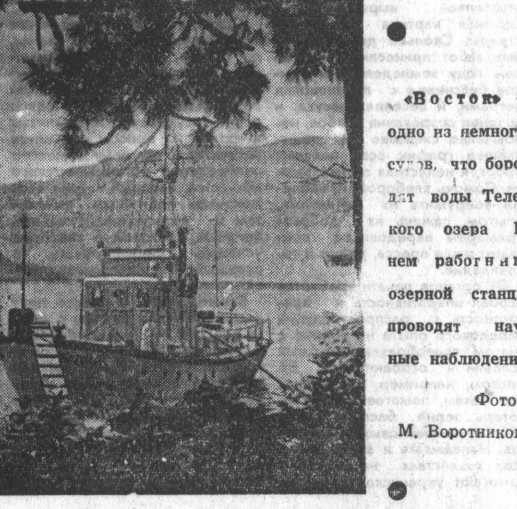 «Восток»
одно из немног
судов, что боро
дят воды Теле
кого озера
нем работник
озерной станц
проводят нау
ные наблюдени
Фото
М. Воротников